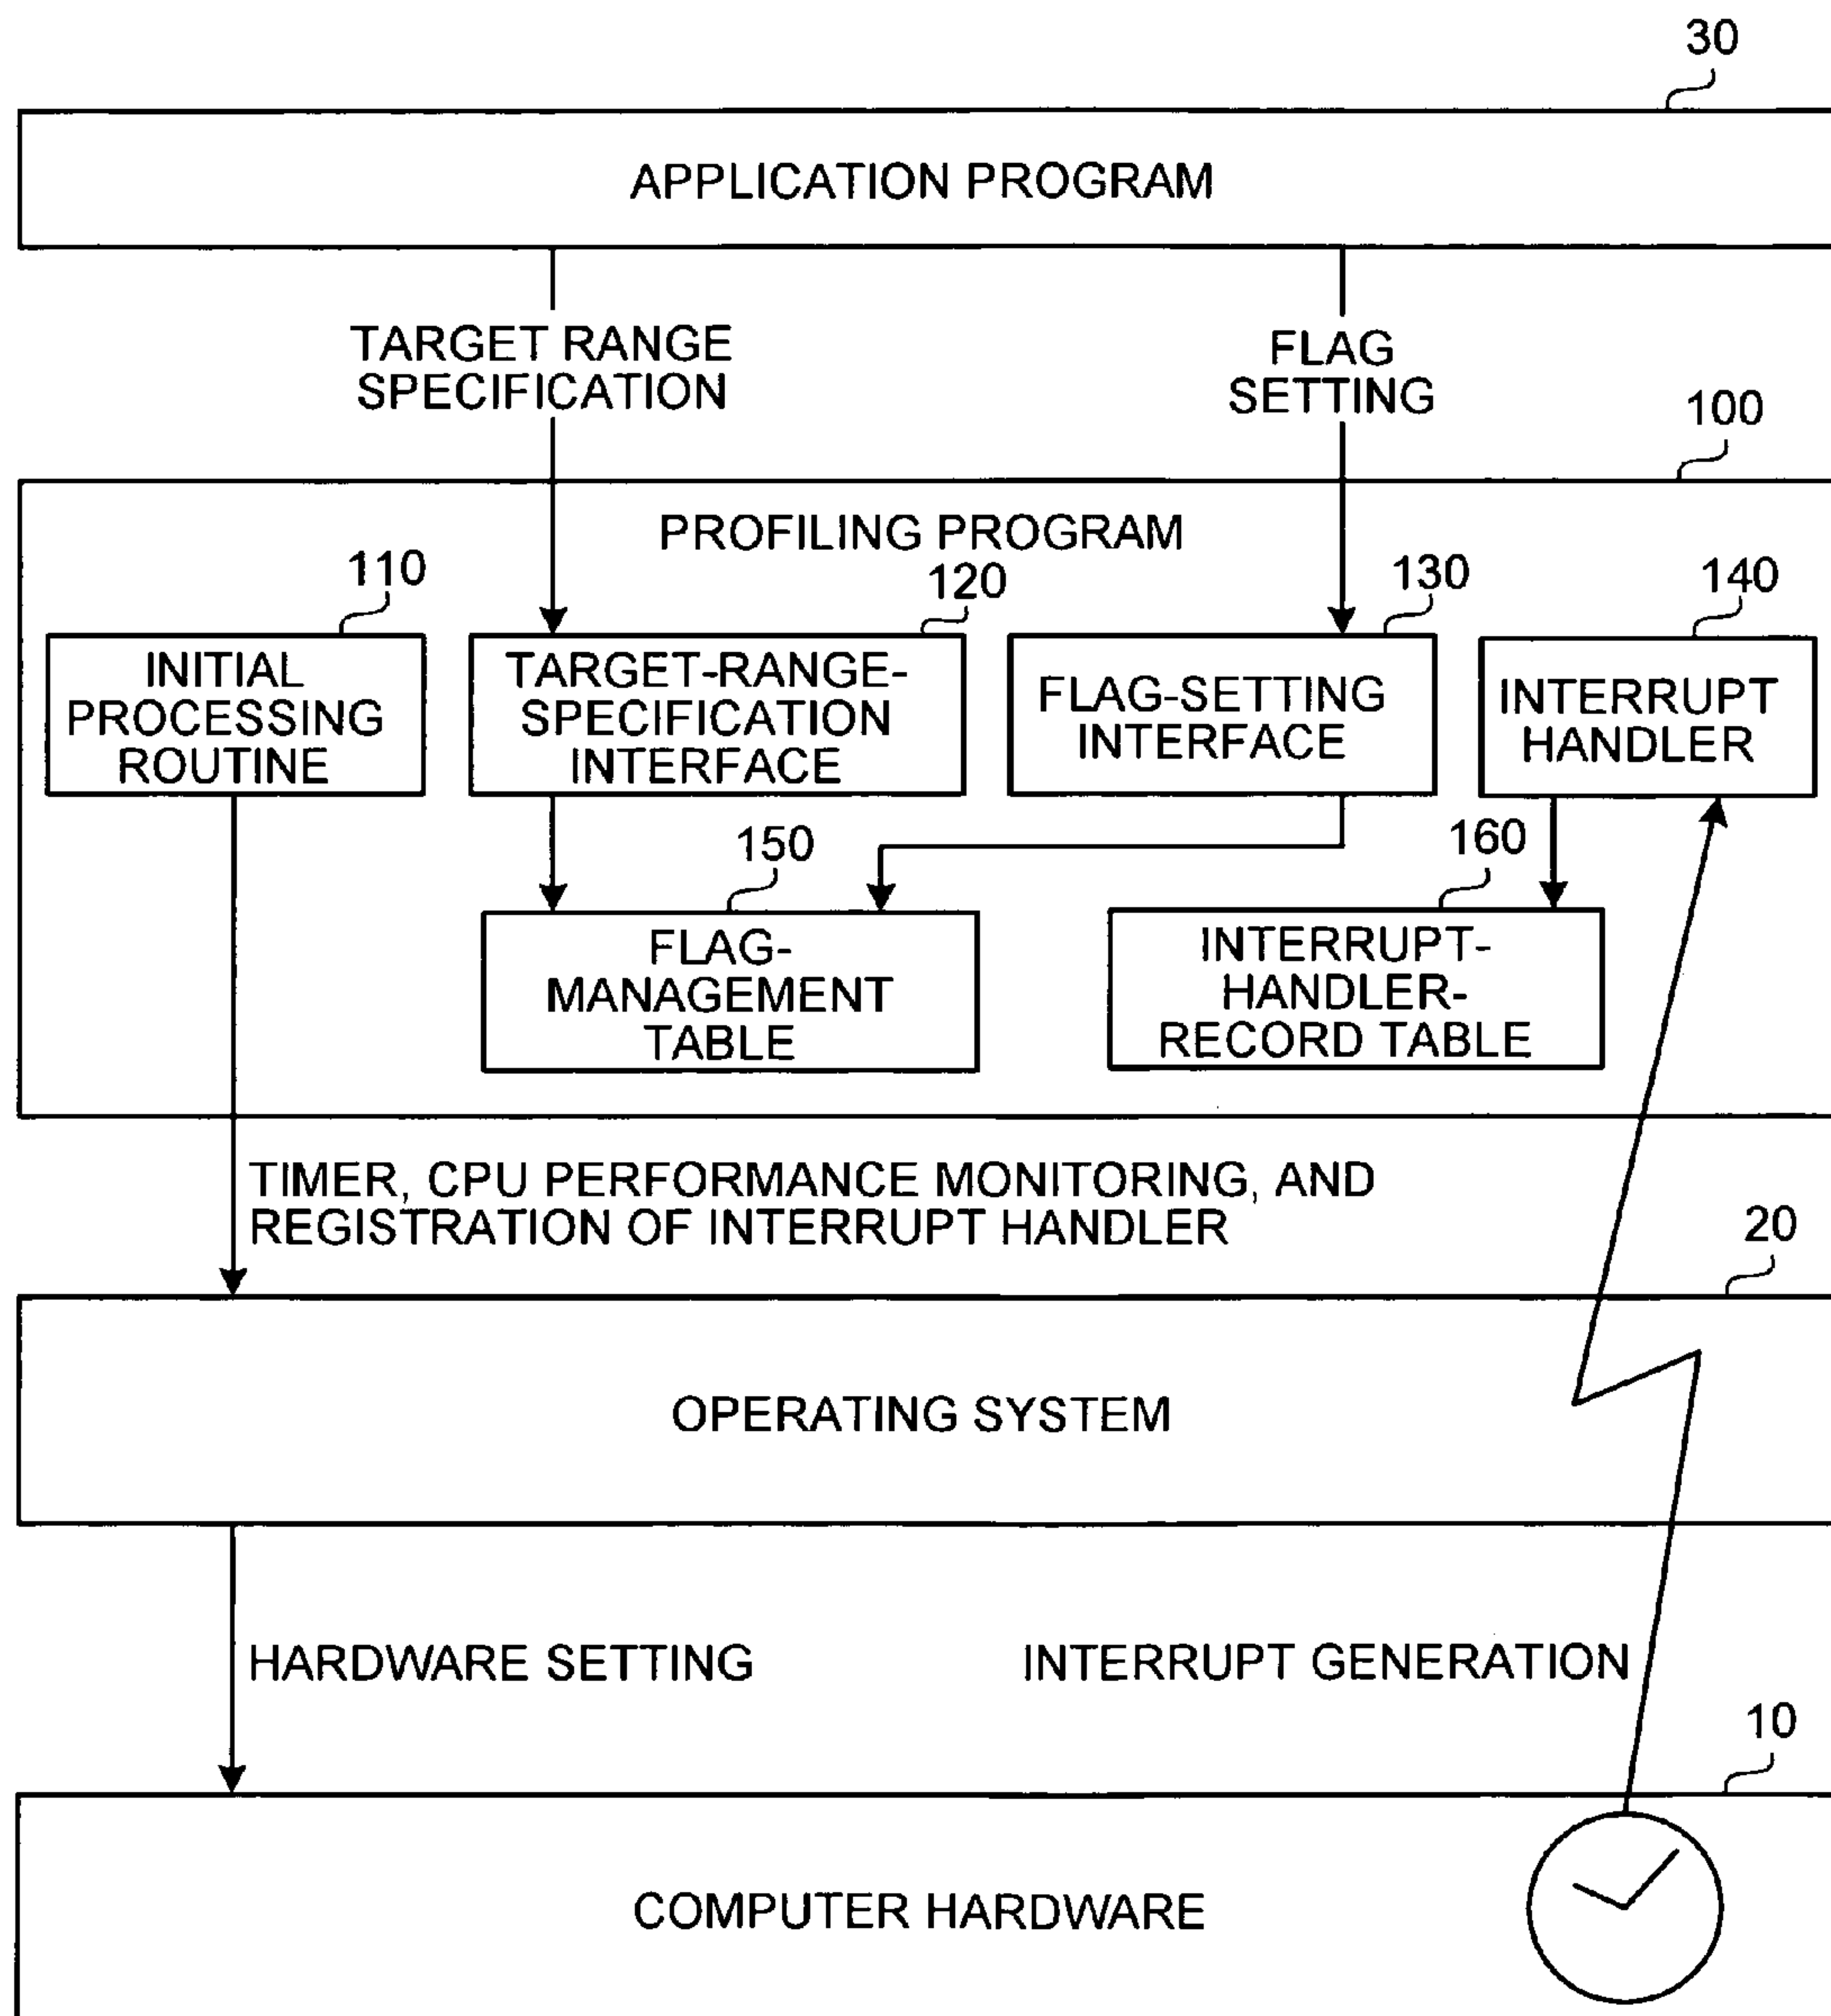 30
APPLICATION PROGRAM
TARGET RANGE
SPECIFICATION
FLAG
SETTING
100
PROFILING PROGRAM
110
120
130
140
INITIAL
PROCESSING
ROUTINE
TARGET-RANGE-
SPECIFICATION
INTERFACE
FLAG-SETTING
INTERFACE
INTERRUPT
HANDLER
150
160
FLAG-
MANAGEMENT
TABLE
INTERRUPT-
HANDLER-
RECORD TABLE
TIMER, CPU PERFORMANCE MONITORING, AND
REGISTRATION OF INTERRUPT HANDLER
20
OPERATING SYSTEM
HARDWARE SETTING
INTERRUPT GENERATION
10
COMPUTER HARDWARE